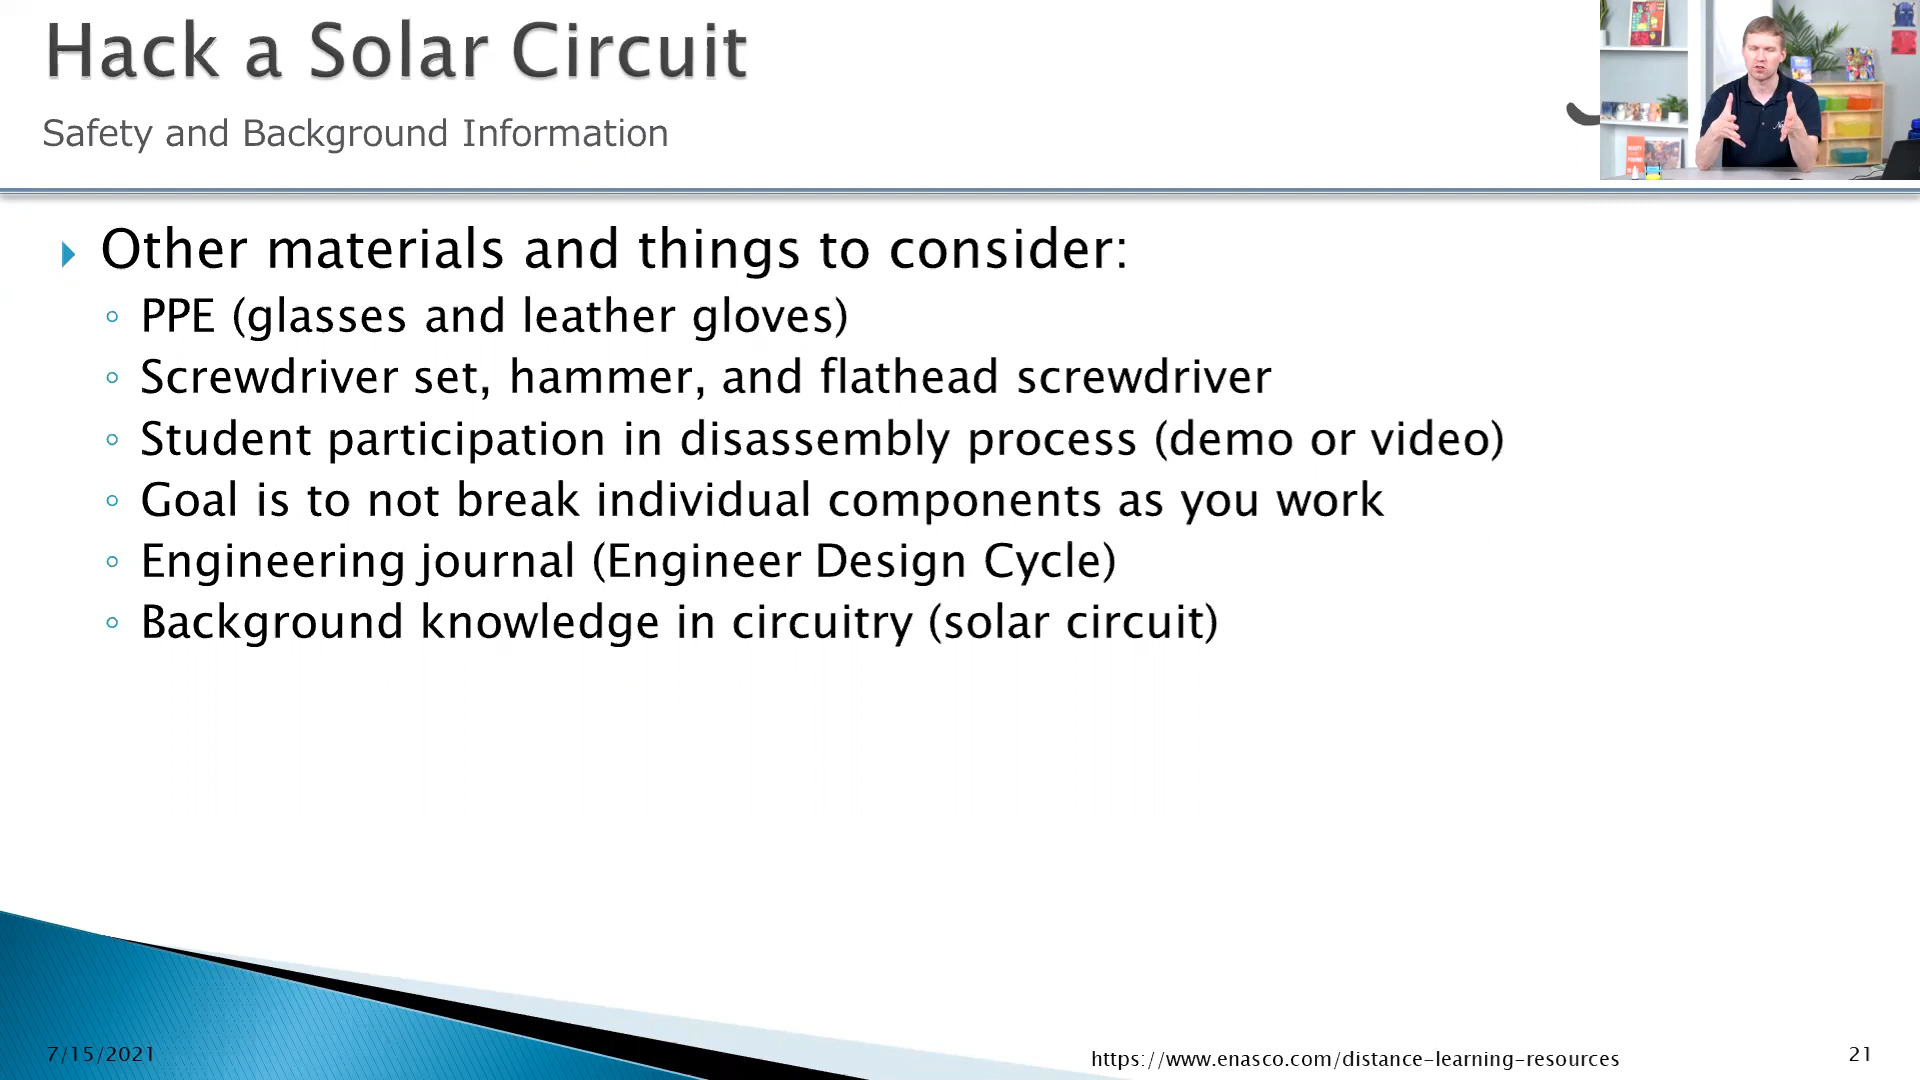 Hack a Solar Circuit
Safety and Background Information
Other materials and things to consider:
PPE (glasses and leather gloves)
Screwdriver set, hammer, and flathead screwdriver
Student participation in disassembly process (demo or video)
Goal is to not break individual components as you work
Engineering journal (Engineer Design Cycle)
Background knowledge in circuitry (solar circuit)
7/15/2021
https://www.enasco.com/distance-learning-resources
21